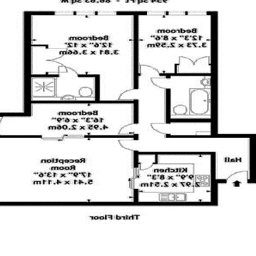 934 Sq Ft - 86.83 Sq M
Bedroom
12'6 x 12'
3.81 x 3.66m
Bedroom
12'3 x 8'6
3.73 x 2.59m
Bedroom
16'3 x 6'9
4.95 x 2.06m
Reception
Room
17'9 x 13'6
5.41 x 4.11m
Kitchen
9'9 x 8'3
2.97 x 2.51m
Hall
Third Floor